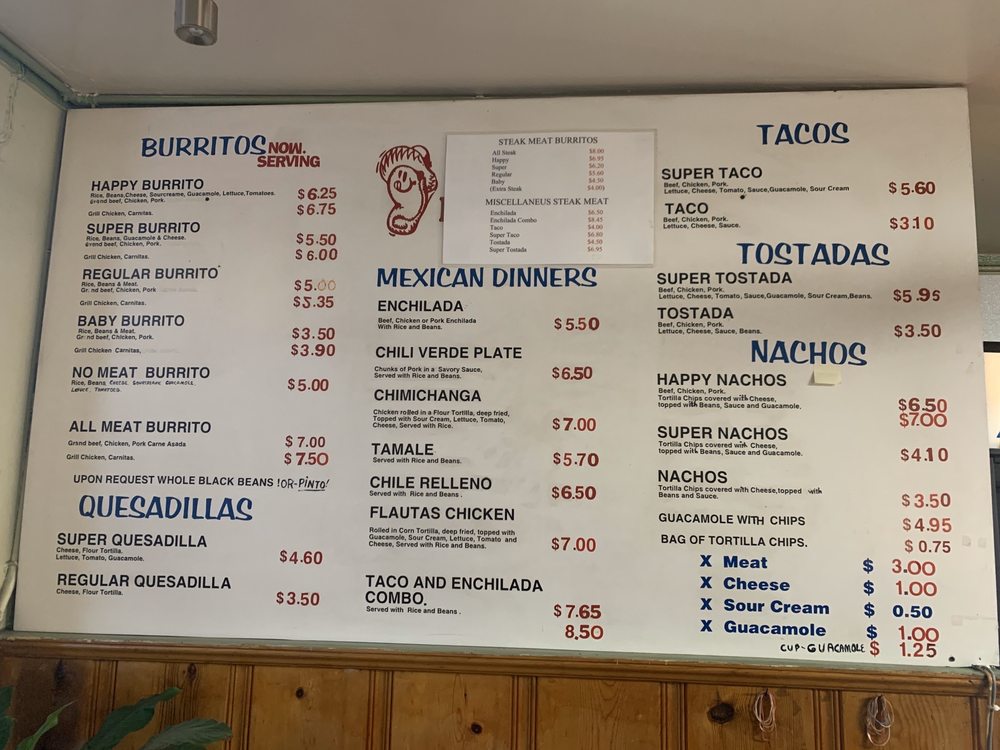 BURRITOS NOW.
SERVING
HAPPY BURRITO
Rice, Beans,Cheese, Sourcreame, Guacamole, Lettuce,Tomatoes. $6.25
grond beef, Chicken, Pork.
Grill Chicken, Carnitas. $6.75
SUPER BURRITO
Rice, Beans, Guacamole & Cheese. $5.50
Grond beef, Chicken, Pork.
Grill Chicken, Carnitas. $6.00
REGULAR BURRITO
Rice, Beans & Meat. $5.00
Gr nd beef, Chicken, Pork
Grill Chicken, Carnitas. $5.35
BABY BURRITO
Rice, Beans & Meat. $3.50
Grond beef, Chicken, Pork.
Grill Chicken Carnitas, $3.90
NO MEAT BURRITO
Rice, Beans, CHEESE, SOURCREAM, GUACAMOLE, $5.00
LETTUCE, TOMATOES.
ALL MEAT BURRITO
Grond beef, Chicken, Pork Carne Asada $7.00
Grill Chicken, Carnitas. $7.50
UPON REQUEST WHOLE BLACK BEANS !OR-PINTO!
QUESADILLAS
SUPER QUESADILLA
Cheese, Flour Tortilla. $4.60
Lettuce, Tomato, Guacamole.
REGULAR QUESADILLA
Cheese, Flour Tortilla. $3.50
STEAK MEAT BURRITOS
All Steak $8.00
Happy $6.95
Super $6.20
Regular $5.60
Baby $4.50
(Extra Steak $4.00)
MISCELLANEUS STEAK MEAT
Enchilada $6.50
Enchilada Combo $8.45
Taco $4.00
Super Taco $6.80
Tostada $4.50
Super Tostada $6.95
MEXICAN DINNERS
ENCHILADA
Beef, Chicken or Pork Enchilada $5.50
With Rice and Beans.
CHILI VERDE PLATE
Chunks of Pork in a Savory Sauce, $6.50
Served with Rice and Beans.
CHIMICHANGA
Chicken rolled in a Flour Tortilla, deep fried,
Topped with Sour Cream, Lettuce, Tomato, $7.00
Cheese, Served with Rice.
TAMALE
Served with Rice and Beans. $5.70
CHILE RELLENO
Served with Rice and Beans. $6.50
FLAUTAS CHICKEN
Rolled in Corn Tortilla, deep fried, topped with
Guacamole, Sour Cream, Lettuce, Tomato and $7.00
Cheese, Served with Rice and Beans.
TACO AND ENCHILADA
COMBO.
Served with Rice and Beans. $7.65
8.50
TACOS
SUPER TACO
Beef, Chicken, Pork. $5.60
Lettuce, Cheese, Tomato, Sauce,Guacamole, Sour Cream
TACO
Beef, Chicken, Pork. $3.10
Lettuce, Cheese, Sauce.
TOSTADAS
SUPER TOSTADA
Beef, Chicken, Pork. $5.95
Lettuce, Cheese, Tomato, Sauce,Guacamole, Sour Cream,Beans.
TOSTADA
Beef, Chicken, Pork. $3.50
Lettuce, Cheese, Sauce, Beans.
NACHOS
HAPPY NACHOS
Beef, Chicken, Pork.
Tortilla Chips covered with Cheese, $6.50
topped with Beans, Sauce and Guacamole. $7.00
SUPER NACHOS
Tortilla Chips covered with Cheese,
topped with Beans, Sauce and Guacamole. $4.10
NACHOS
Tortilla Chips covered with Cheese,topped with
Beans and Sauce. $3.50
GUACAMOLE WITH CHIPS $4.95
BAG OF TORTILLA CHIPS. $0.75
X Meat $ 3.00
X Cheese $ 1.00
X Sour Cream $ 0.50
X Guacamole $ 1.00
CUP-GUACAMOLE $ 1.25